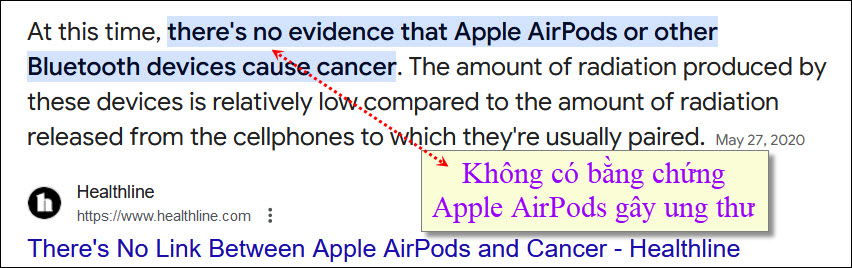 At this time, there's no evidence that Apple AirPods or other
Bluetooth devices cause cancer. The amount of radiation produced by
these devices is relatively low compared to the amount of radiation
released from the cellphones to which they're usually paired. May 27, 2020
Không có bằng chứng
Apple AirPods gây ung thư
h
Healthline
https://www.healthline.com
There's No Link Between Apple AirPods and Cancer - Healthline